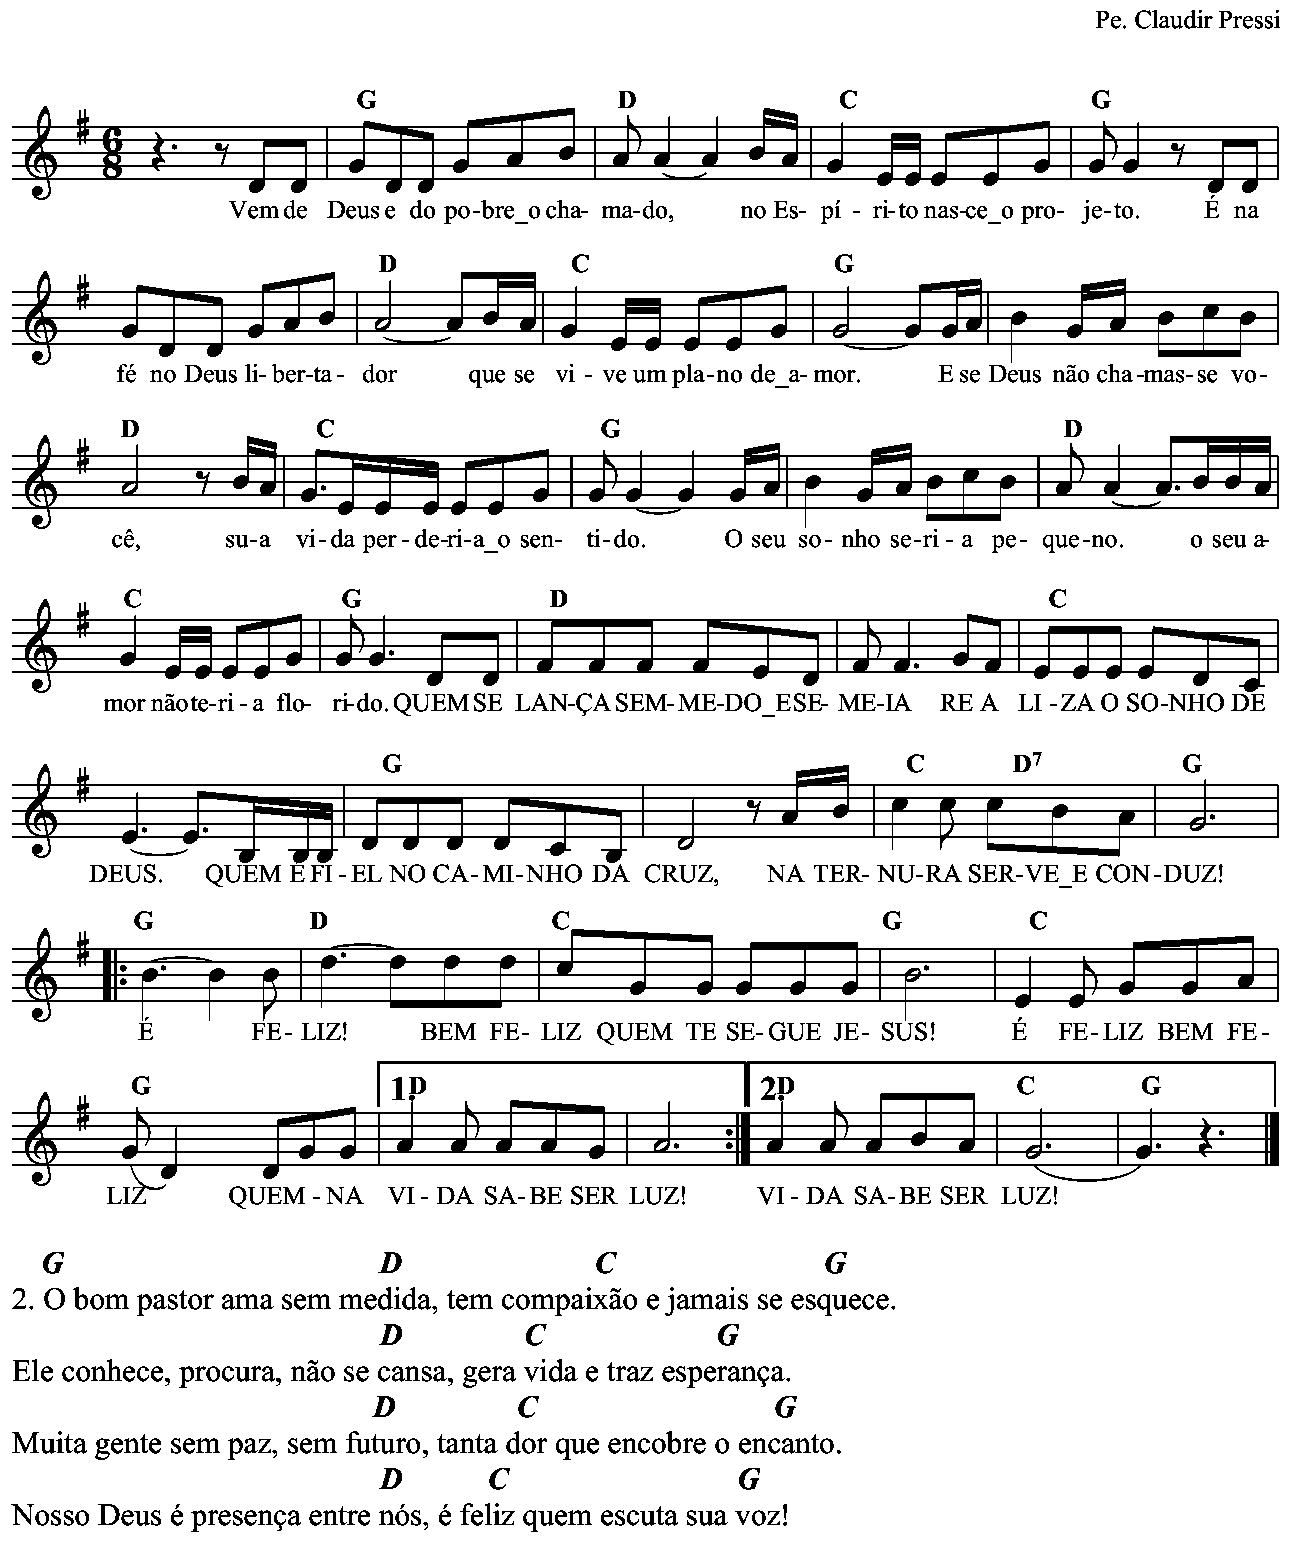 Pe. Claudir Pressi
G D C G
6
8
Vem de Deus e do po-bre_o cha- ma-do, no Es- pí - ri-to nas-ce_o pro- je-to. É na
D C G
fé no Deus li-ber-ta- dor que se vi - ve um pla-no de_a- mor. E se Deus não cha-mas-se vo-
D C G D
cê, su-a vi-da per-de-ri-a_o sen- ti-do. O seu so-nho se-ri-a pe- que-no. o seu a-
C G D C
mor não te-ri-a flo- ri-do. QUEM SE LAN-ÇA SEM- ME-DO_E SE- ME-IA RE A LI-ZA O SO-NHO DE
G C D7 G
DEUS. QUEM É FI-EL NO CA-MI-NHO DA CRUZ, NA TER-NU-RA SER-VE_E CON-DUZ!
G D C G C
É FE-LIZ! BEM FE-LIZ QUEM TE SE-GUE JE-SUS! É FE-LIZ BEM FE-
G 1. D 2. D C G
LIZ QUEM - NA VI-DA SA-BE SER LUZ! VI-DA SA-BE SER LUZ!
G D C G
2. O bom pastor ama sem medida, tem compaixão e jamais se esquece.
D C G
Ele conhece, procura, não se cansa, gera vida e traz esperança.
D C G
Muita gente sem paz, sem futuro, tanta dor que encobre o encanto.
D C G
Nosso Deus é presença entre nós, é feliz quem escuta sua voz!